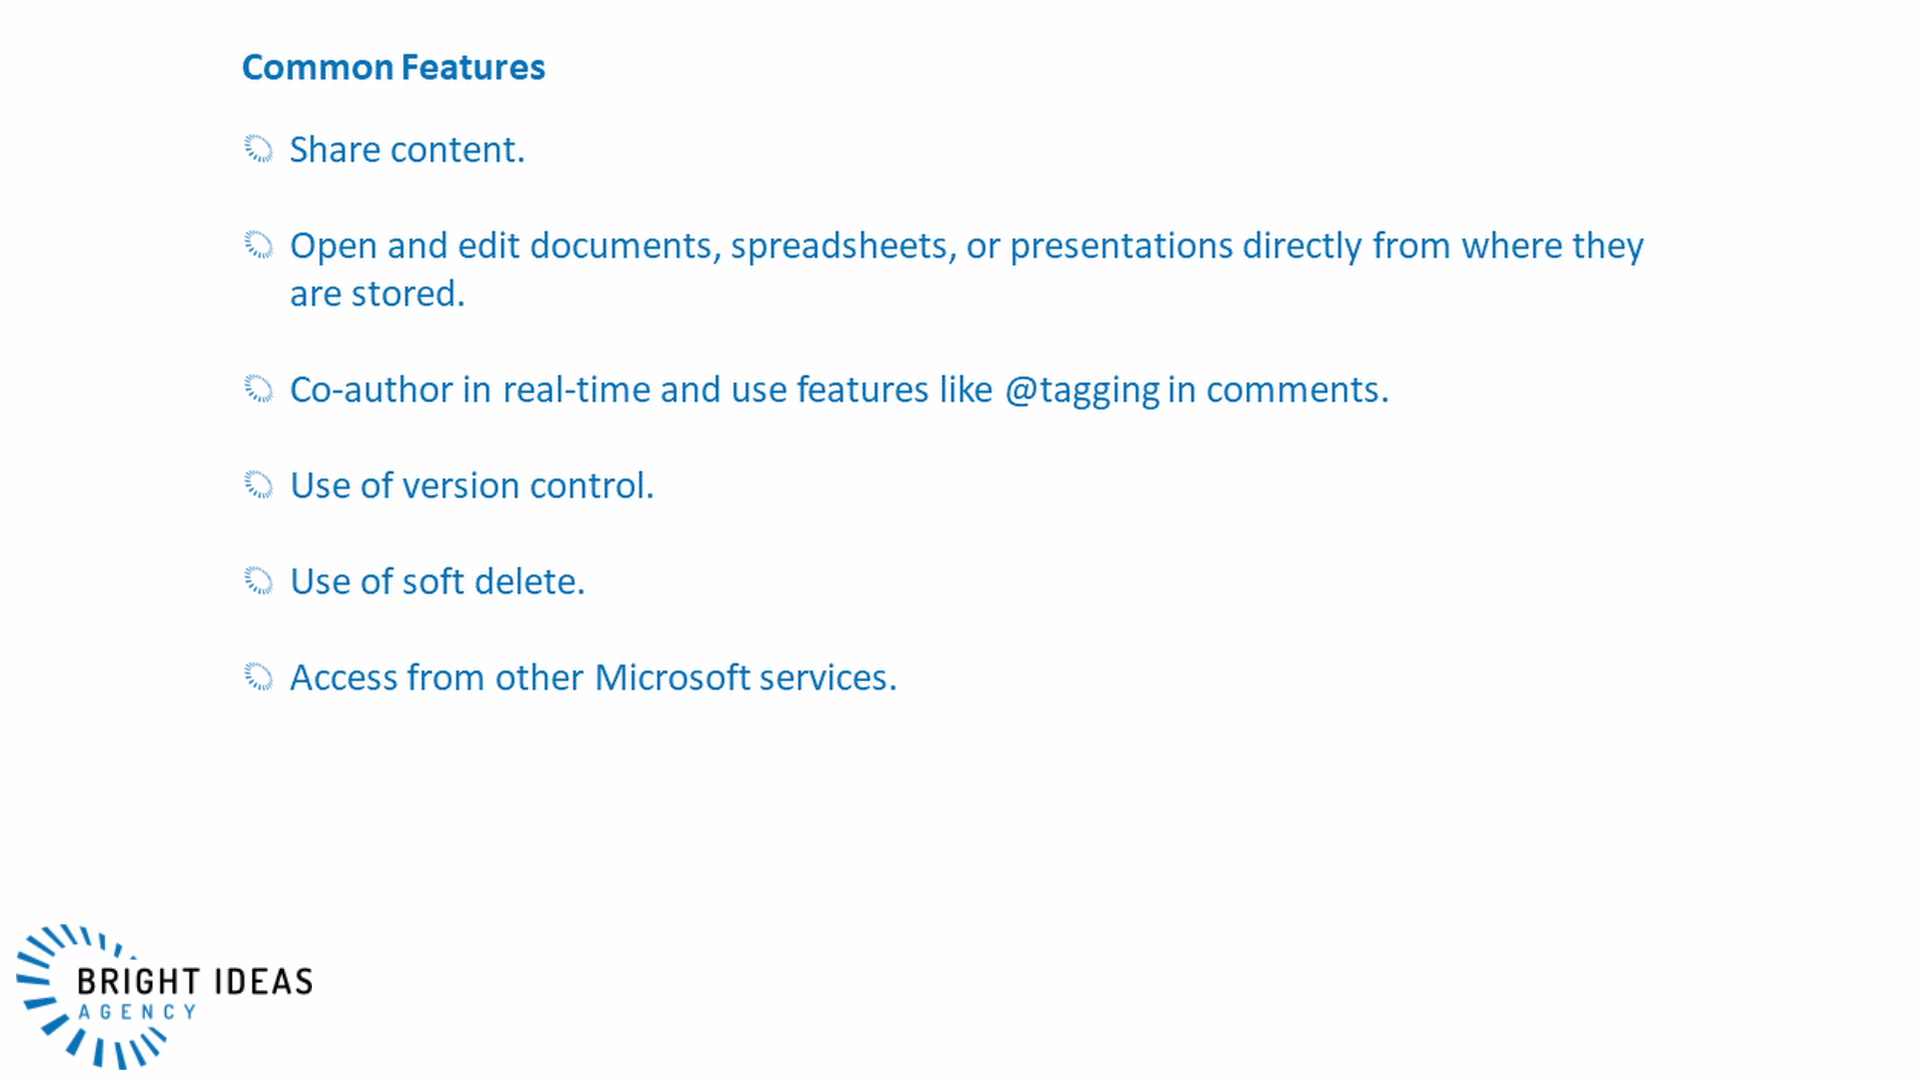 Common Features
Share content.
Open and edit documents, spreadsheets, or presentations directly from where they
are stored.
Co-author in real-time and use features like @tagging in comments.
Use of version control.
Use of soft delete.
Access from other Microsoft services.
BRIGHT IDEAS
AGENCY